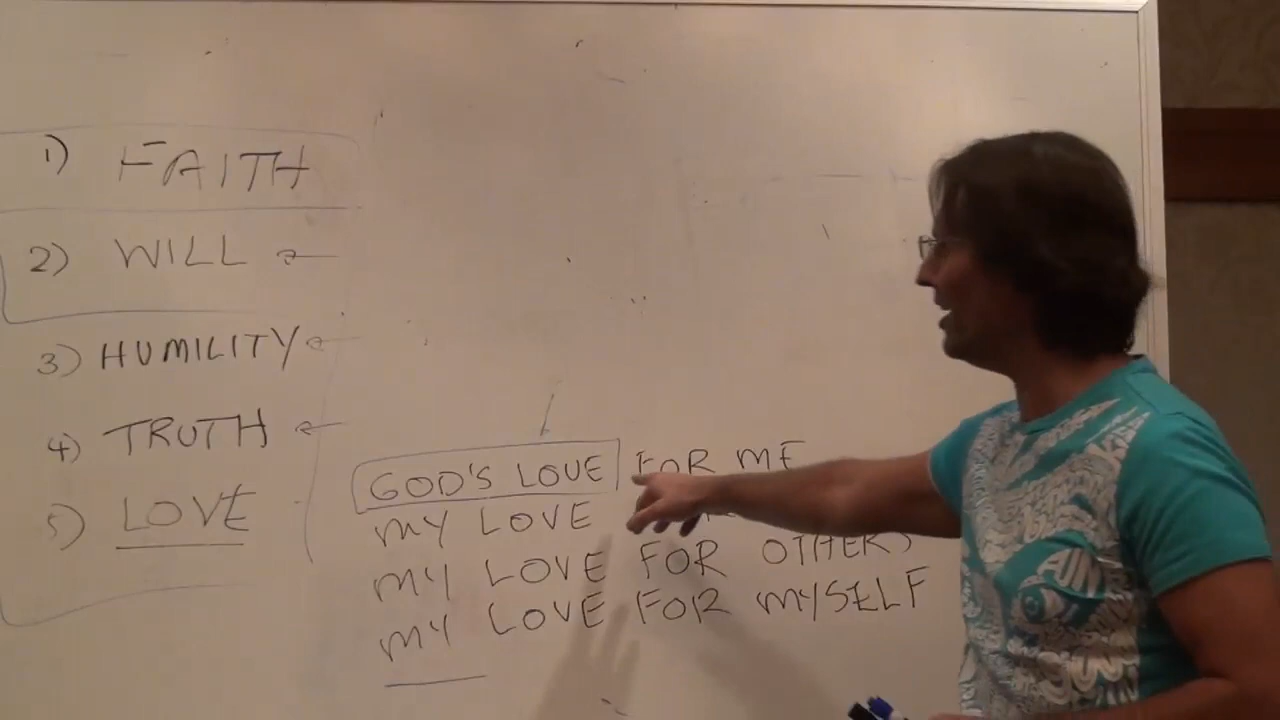 1) FAITH
2) WILL
3) HUMILITY
4) TRUTH
5) LOVE
GOD'S LOVE FOR ME
MY LOVE
MY LOVE FOR OTHERS
MY LOVE FOR MYSELF